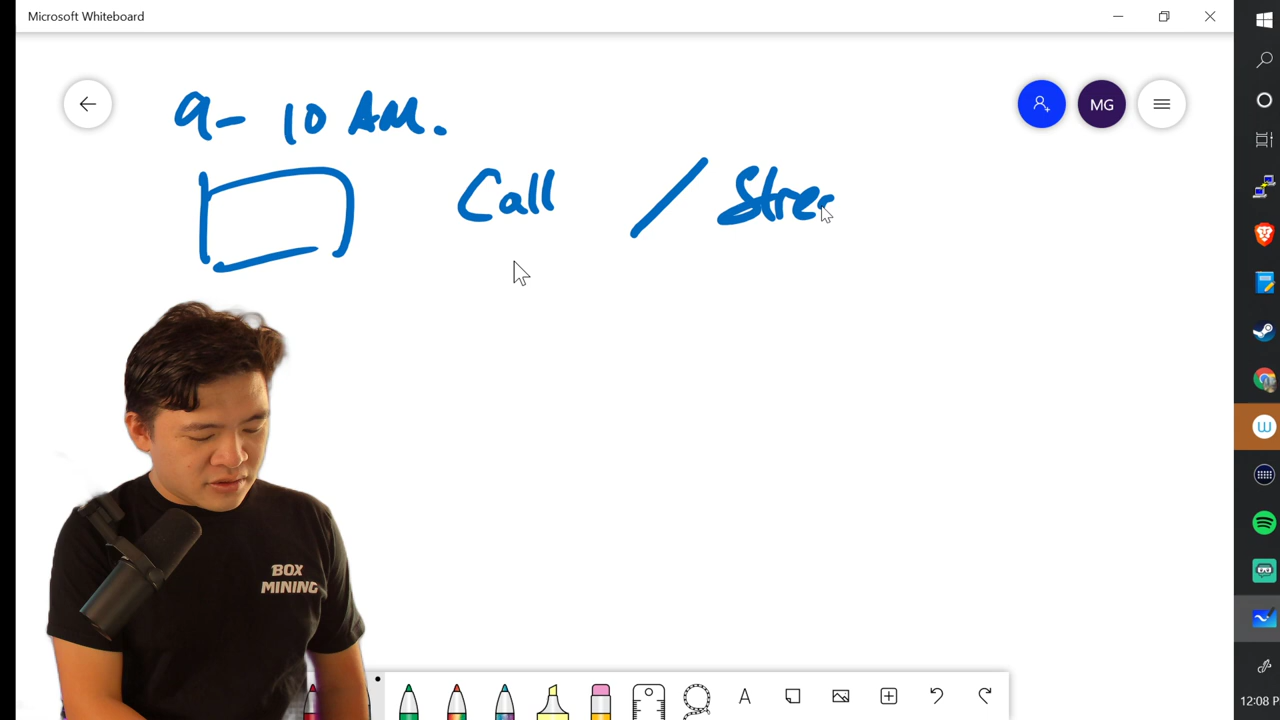 Microsoft Whiteboard
9- 10 AM.
MG
Call / Stre
BOX
MINING
A
W
12:08 P